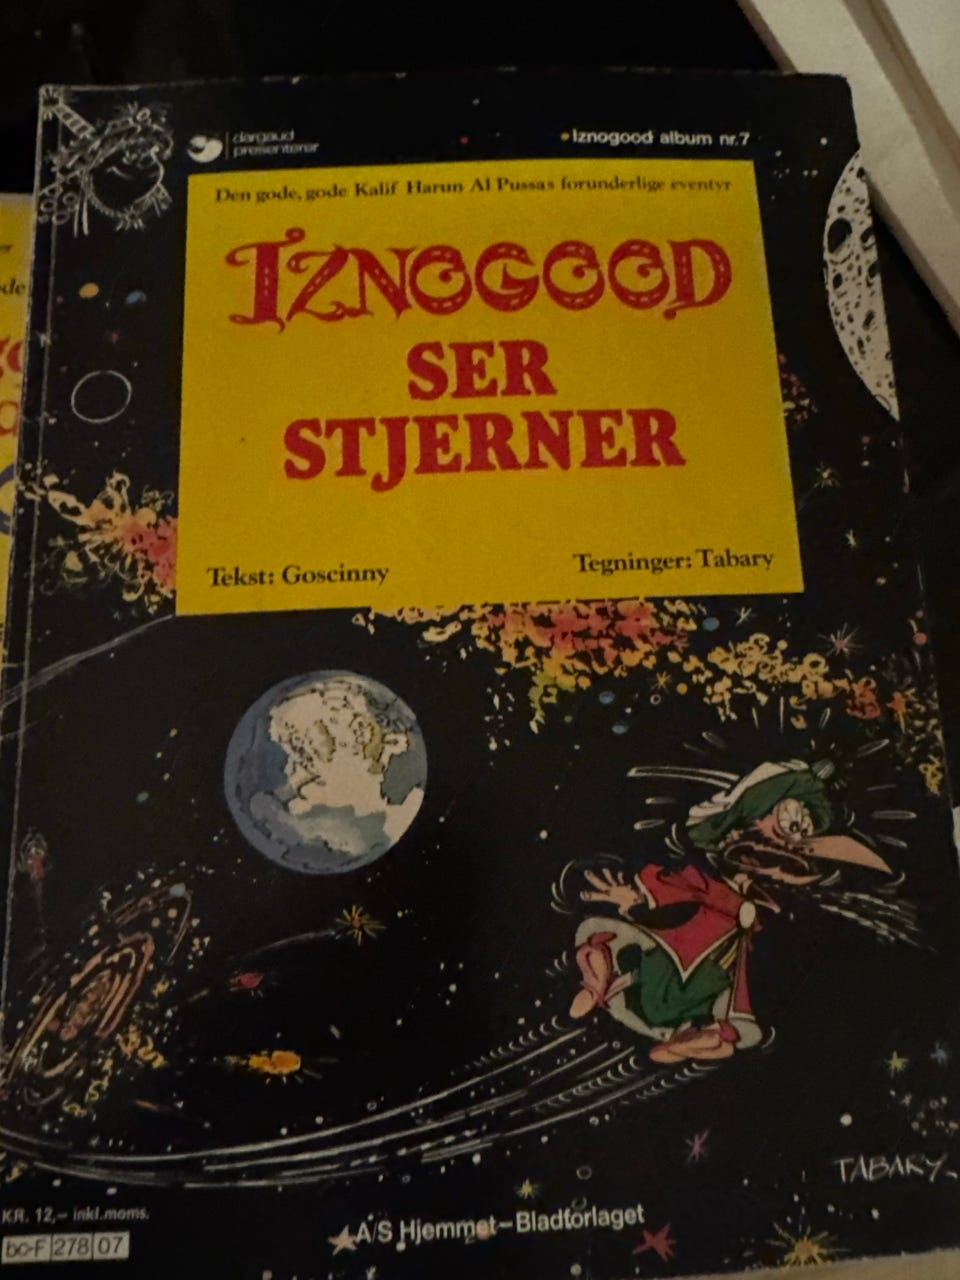 dargaud
presenterer
Iznogood album nr.7
Den gode, gode Kalif Harun Al Pussas forunderlige eventyr
IZNOGOOD
SER
STJERNER
Tekst: Goscinny
Tegninger: Tabary
TABARY
KR. 12,– inkl.moms.
bc-F 278 07
A/S Hjemmet–Bladforlaget